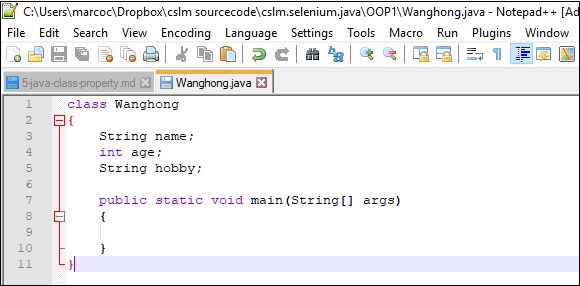 C:\Users\marcoc\Dropbox\cslm sourcecode\cslm.selenium.java\OOP1\Wanghong.java - Notepad++ [Ad
File Edit Search View Encoding Language Settings Tools Macro Run Plugins Window
5-java-class-property.md Wanghong.java
1 class Wanghong
2 {
3 String name;
4 int age;
5 String hobby;
6
7 public static void main(String[] args)
8 {
9
10 }
11 }